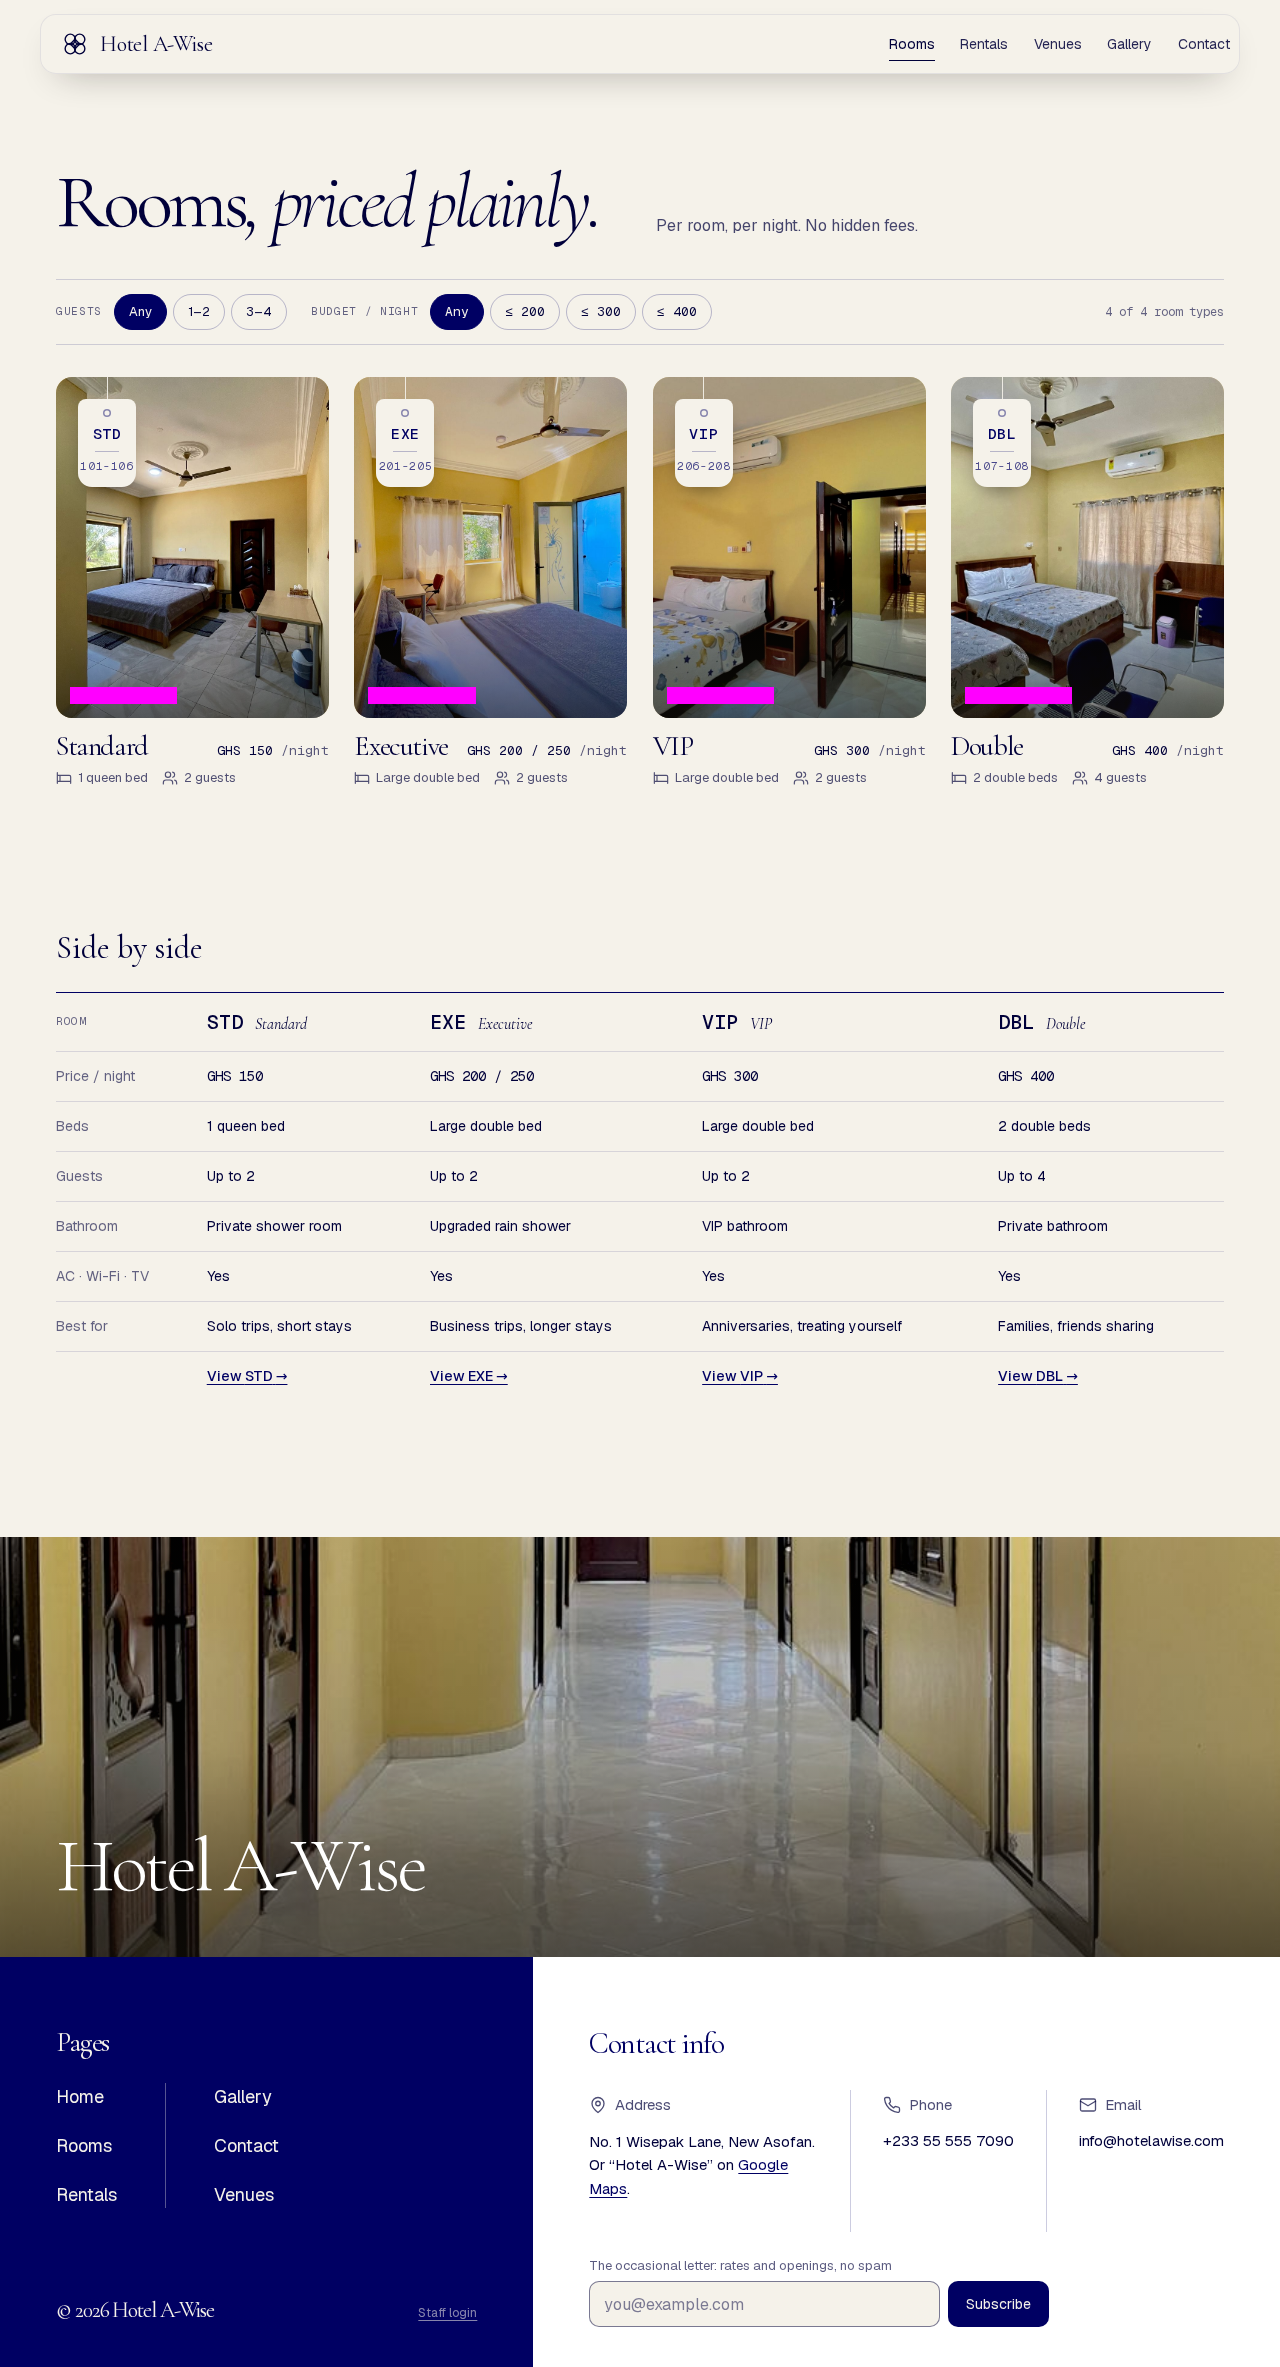 Hotel A-Wise
Rooms
Rentals
Venues
Gallery
Contact
Rooms, priced plainly.
Per room, per night. No hidden fees.
GUESTS
Any
1–2
3–4
BUDGET / NIGHT
Any
≤ 200
≤ 300
≤ 400
4 of 4 room types
STD
101-106
EXE
201-205
VIP
206-208
DBL
107-108
Standard
GHS 150 /night
1 queen bed
2 guests
Executive
GHS 200 / 250 /night
Large double bed
2 guests
VIP
GHS 300 /night
Large double bed
2 guests
Double
GHS 400 /night
2 double beds
4 guests
Side by side
ROOM STD Standard EXE Executive VIP VIP DBL Double
Price / night GHS 150 GHS 200 / 250 GHS 300 GHS 400
Beds 1 queen bed Large double bed Large double bed 2 double beds
Guests Up to 2 Up to 2 Up to 2 Up to 4
Bathroom Private shower room Upgraded rain shower VIP bathroom Private bathroom
AC · Wi-Fi · TV Yes Yes Yes Yes
Best for Solo trips, short stays Business trips, longer stays Anniversaries, treating yourself Families, friends sharing
View STD → View EXE → View VIP → View DBL →
Hotel A-Wise
Pages
Home
Rooms
Rentals
Gallery
Contact
Venues
© 2026 Hotel A-Wise
Staff login
Contact info
Address
No. 1 Wisepak Lane, New Asofan.
Or “Hotel A-Wise” on Google
Maps.
Phone
+233 55 555 7090
Email
info@hotelawise.com
The occasional letter: rates and openings, no spam
you@example.com
Subscribe